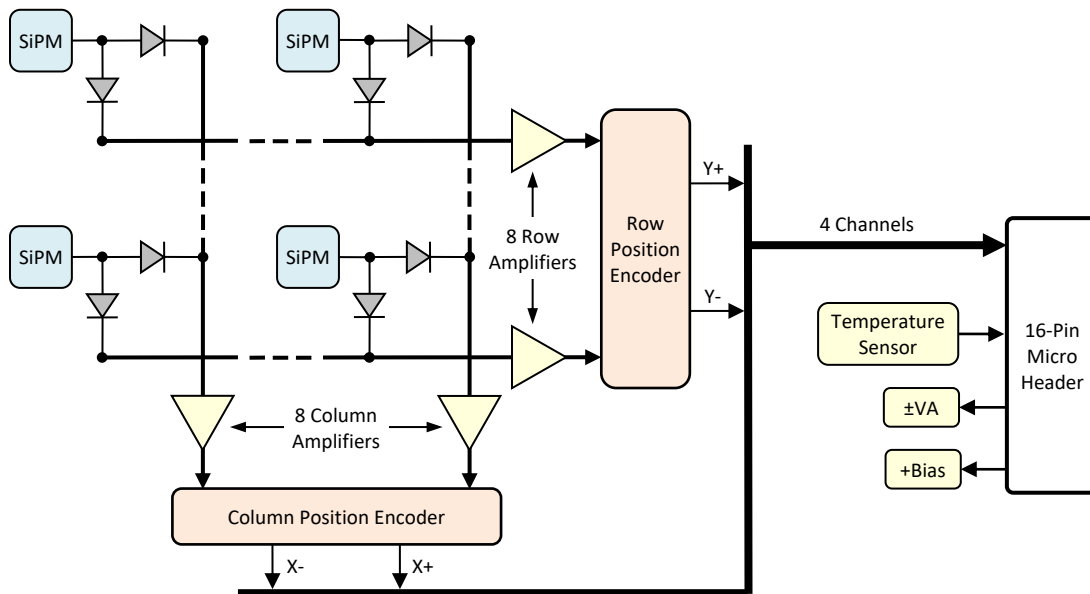 SiPM
SiPM
8 Row
Amplifiers
Row
Position
Encoder
Y+
Y-
4 Channels
SiPM
SiPM
Temperature
Sensor
16-Pin
Micro
Header
±VA
+Bias
8 Column
Amplifiers
Column Position Encoder
X-
X+